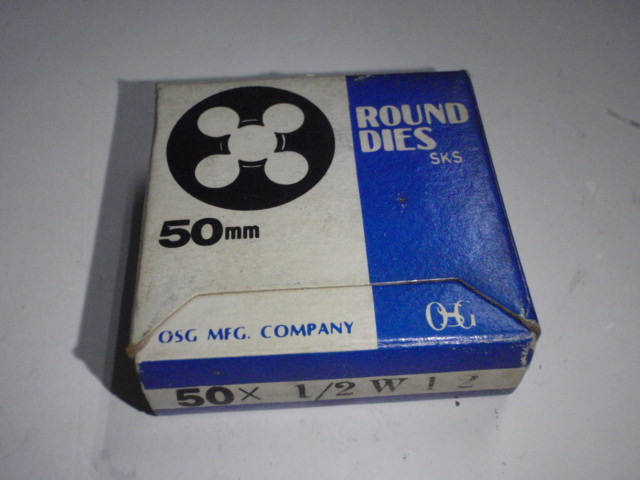 ROUND
DIES
SKS
50mm
OSG MFG. COMPANY
OSG
50× 1/2 W 12